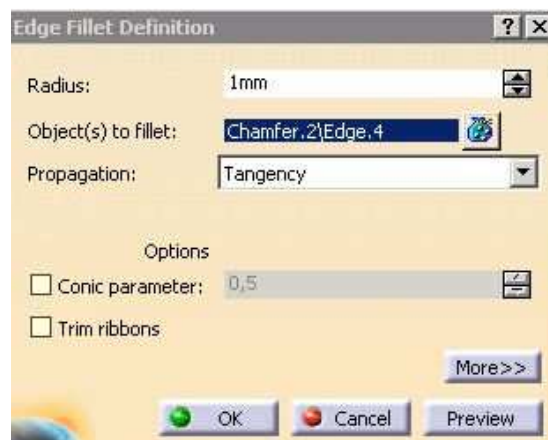 Edge Fillet Definition ? X
Radius: 1mm
Object(s) to fillet: Chamfer.2\Edge.4
Propagation: Tangency
Options
Conic parameter: 0,5
Trim ribbons
More>>
OK Cancel Preview